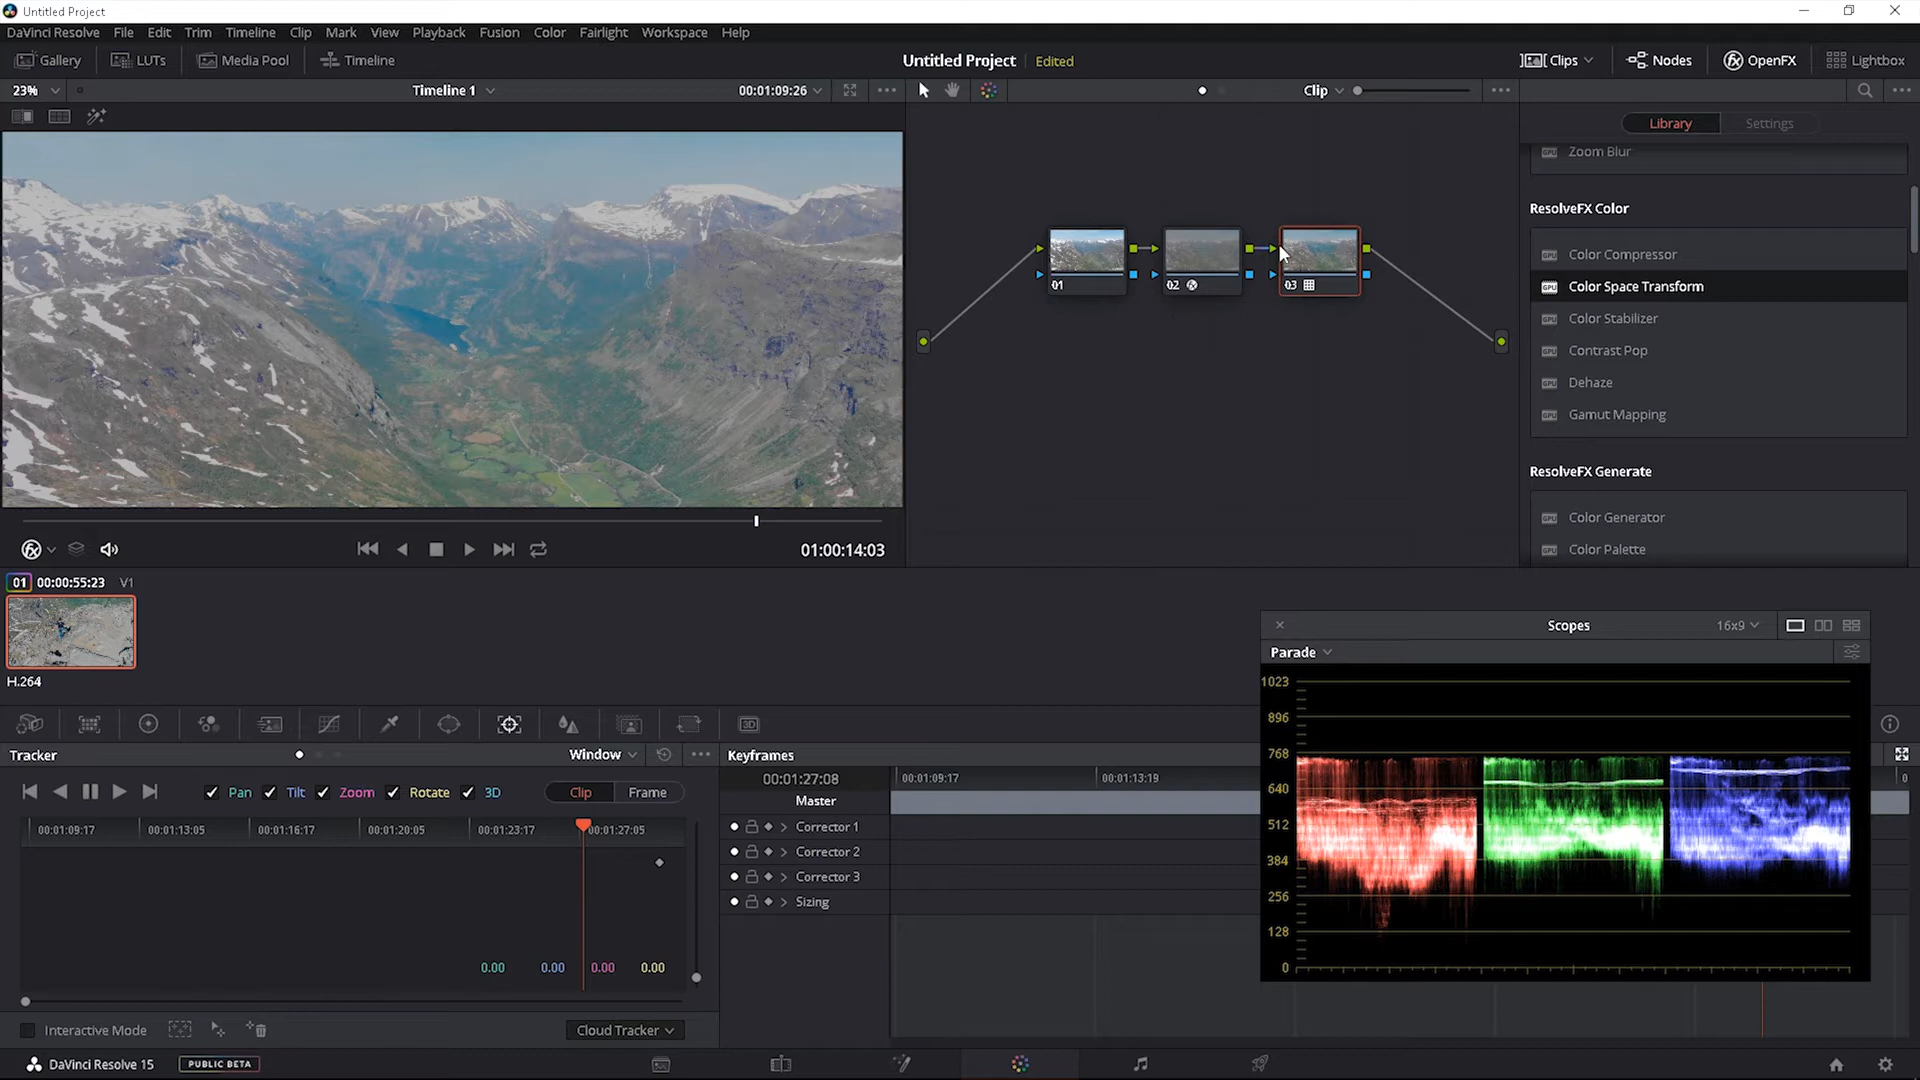 Untitled Project
DaVinci Resolve File Edit Trim Timeline Clip Mark View Playback Fusion Color Fairlight Workspace Help
Gallery LUTs Media Pool Timeline Untitled Project Edited Clips Nodes OpenFX Lightbox
23% Timeline 1 00:01:09:26 Clip
Library Settings
Zoom Blur
ResolveFX Color
Color Compressor
Color Space Transform
Color Stabilizer
Contrast Pop
Dehaze
Gamut Mapping
ResolveFX Generate
Color Generator
Color Palette
01 02 03
01:00:14:03
01 00:00:55:23 V1
H.264
Scopes 16x9
Parade
1023
896
768
640
512
384
256
128
0
Tracker Window
Pan Tilt Zoom Rotate 3D Clip Frame
00:01:09:17 00:01:13:05 00:01:16:17 00:01:20:05 00:01:23:17 00:01:27:05
0.00 0.00 0.00 0.00
Interactive Mode Cloud Tracker
Keyframes
00:01:27:08 00:01:09:17 00:01:13:19 0
Master
Corrector 1
Corrector 2
Corrector 3
Sizing
DaVinci Resolve 15 PUBLIC BETA